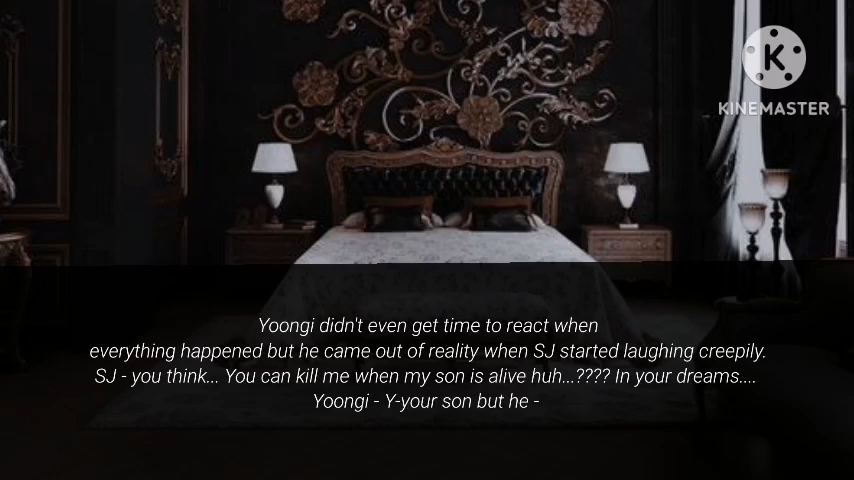 KINEMASTER
Yoongi didn't even get time to react when
everything happened but he came out of reality when SJ started laughing creepily.
SJ - you think... You can kill me when my son is alive huh...???? In your dreams....
Yoongi - Y-your son but he -